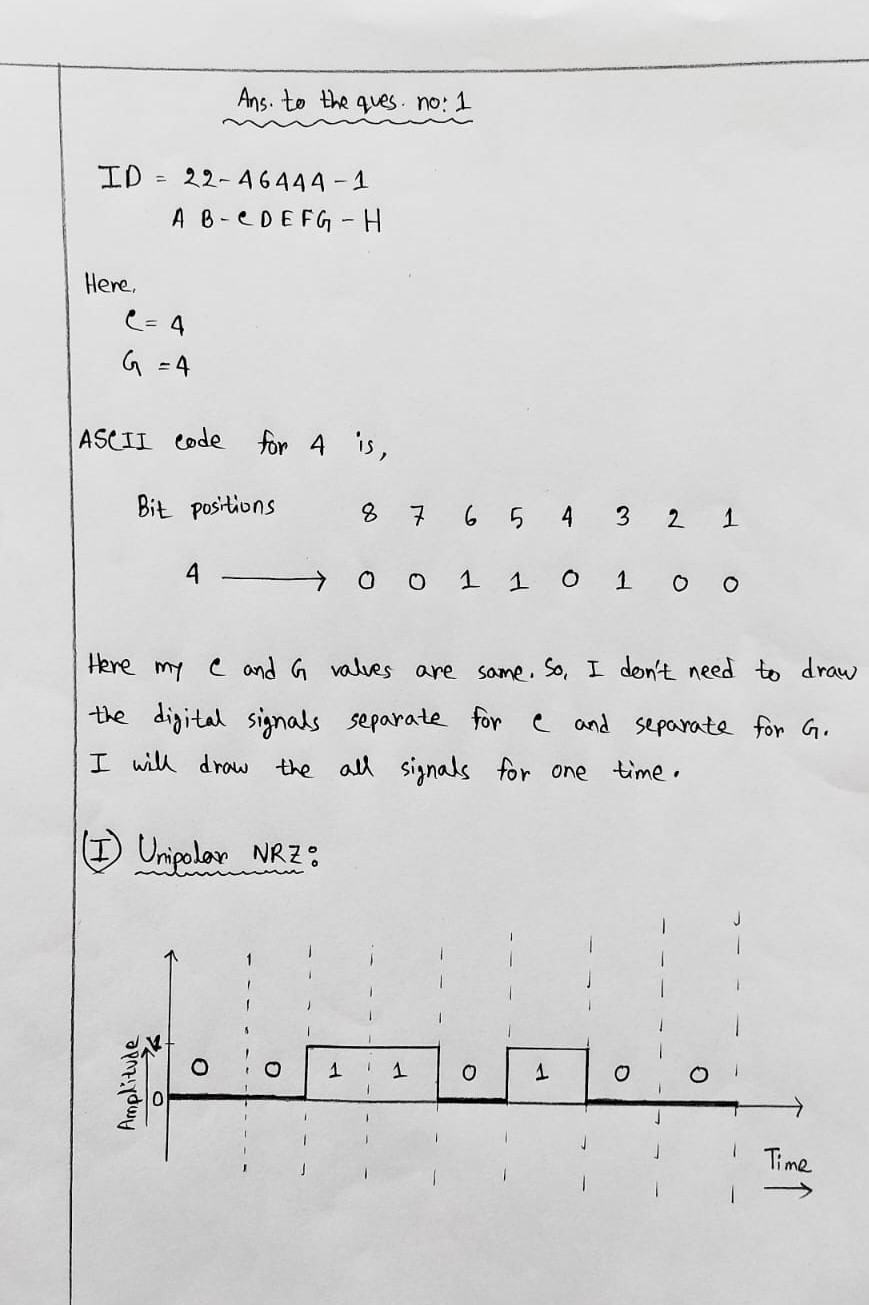 Ans. to the ques. no: 1
ID = 22-46444-1
A B - C D E F G - H
Here,
C = 4
G = 4
ASCII code for 4 is,
Bit positions 8 7 6 5 4 3 2 1
4 → 0 0 1 1 0 1 0 0
Here my C and G values are same. So, I don't need to draw
the digital signals separate for C and separate for G.
I will draw the all signals for one time.
(I) Unipolar NRZ:
Amplitude
0 0 1 1 0 1 0 0
0
Time